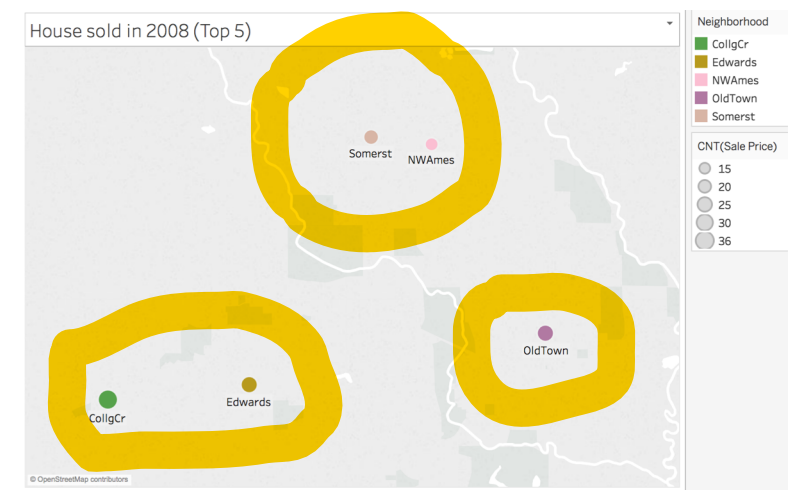 House sold in 2008 (Top 5)
Somerst
NWAmes
OldTown
Edwards
CollgCr
© OpenStreetMap contributors
Neighborhood
CollgCr
Edwards
NWAmes
OldTown
Somerst
CNT(Sale Price)
15
20
25
30
36